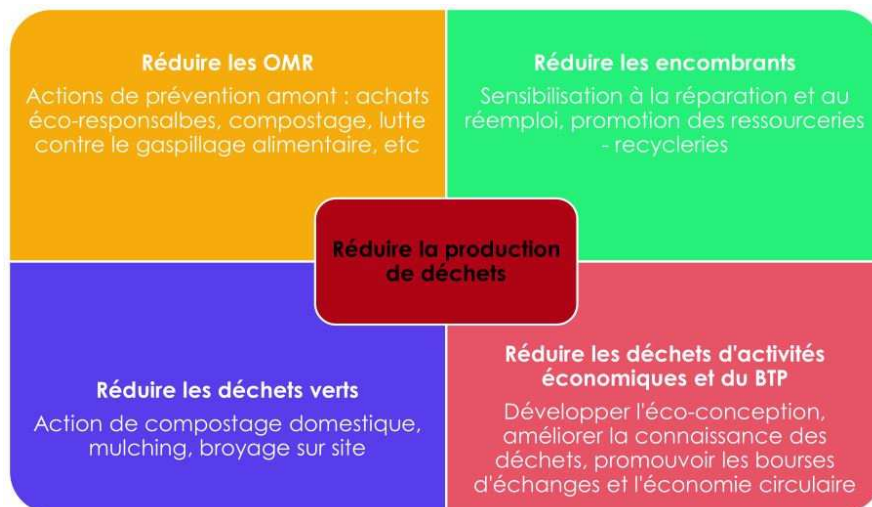 Réduire les OMR
Actions de prévention amont : achats
éco-responsalbes, compostage, lutte
contre le gaspillage alimentaire, etc
Réduire les encombrants
Sensibilisation à la réparation et au
réemploi, promotion des ressourceries
- recycleries
Réduire la production
de déchets
Réduire les déchets verts
Action de compostage domestique,
mulching, broyage sur site
Réduire les déchets d'activités
économiques et du BTP
Développer l'éco-conception,
améliorer la connaissance des
déchets, promouvoir les bourses
d'échanges et l'économie circulaire